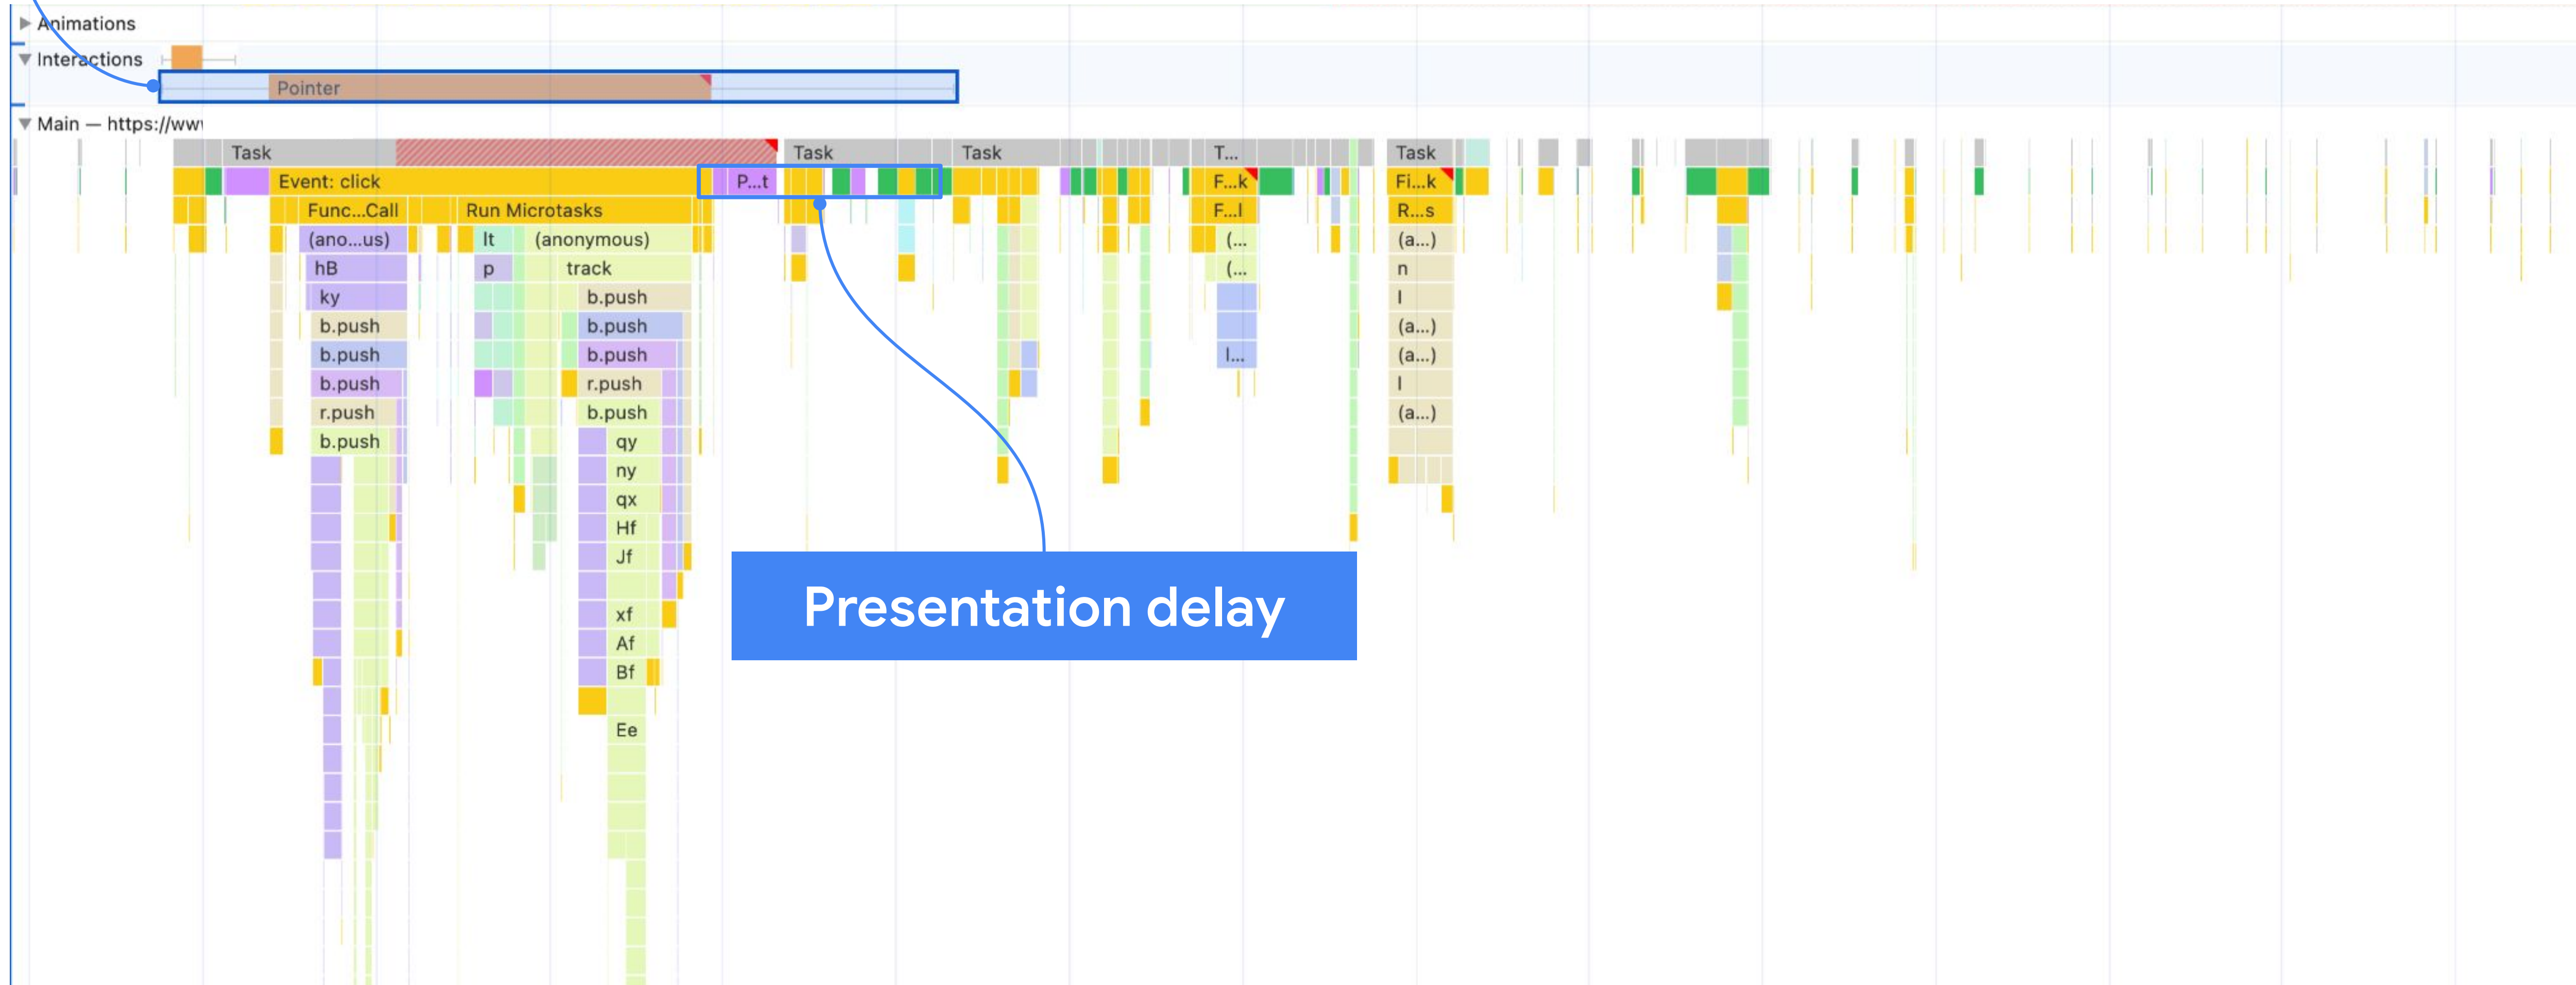 Animations
Interactions
Pointer
Main — https://ww
Task Task Task T... Task
Event: click P...t F...k Fi...k
Func...Call Run Microtasks F...l R...s
(ano...us) lt (anonymous) (... (a...)
hB p track (... n
ky b.push l
b.push b.push (a...)
b.push b.push l... (a...)
b.push r.push l
r.push b.push (a...)
b.push qy
ny
qx
Hf
Jf
Presentation delay
xf
Af
Bf
Ee